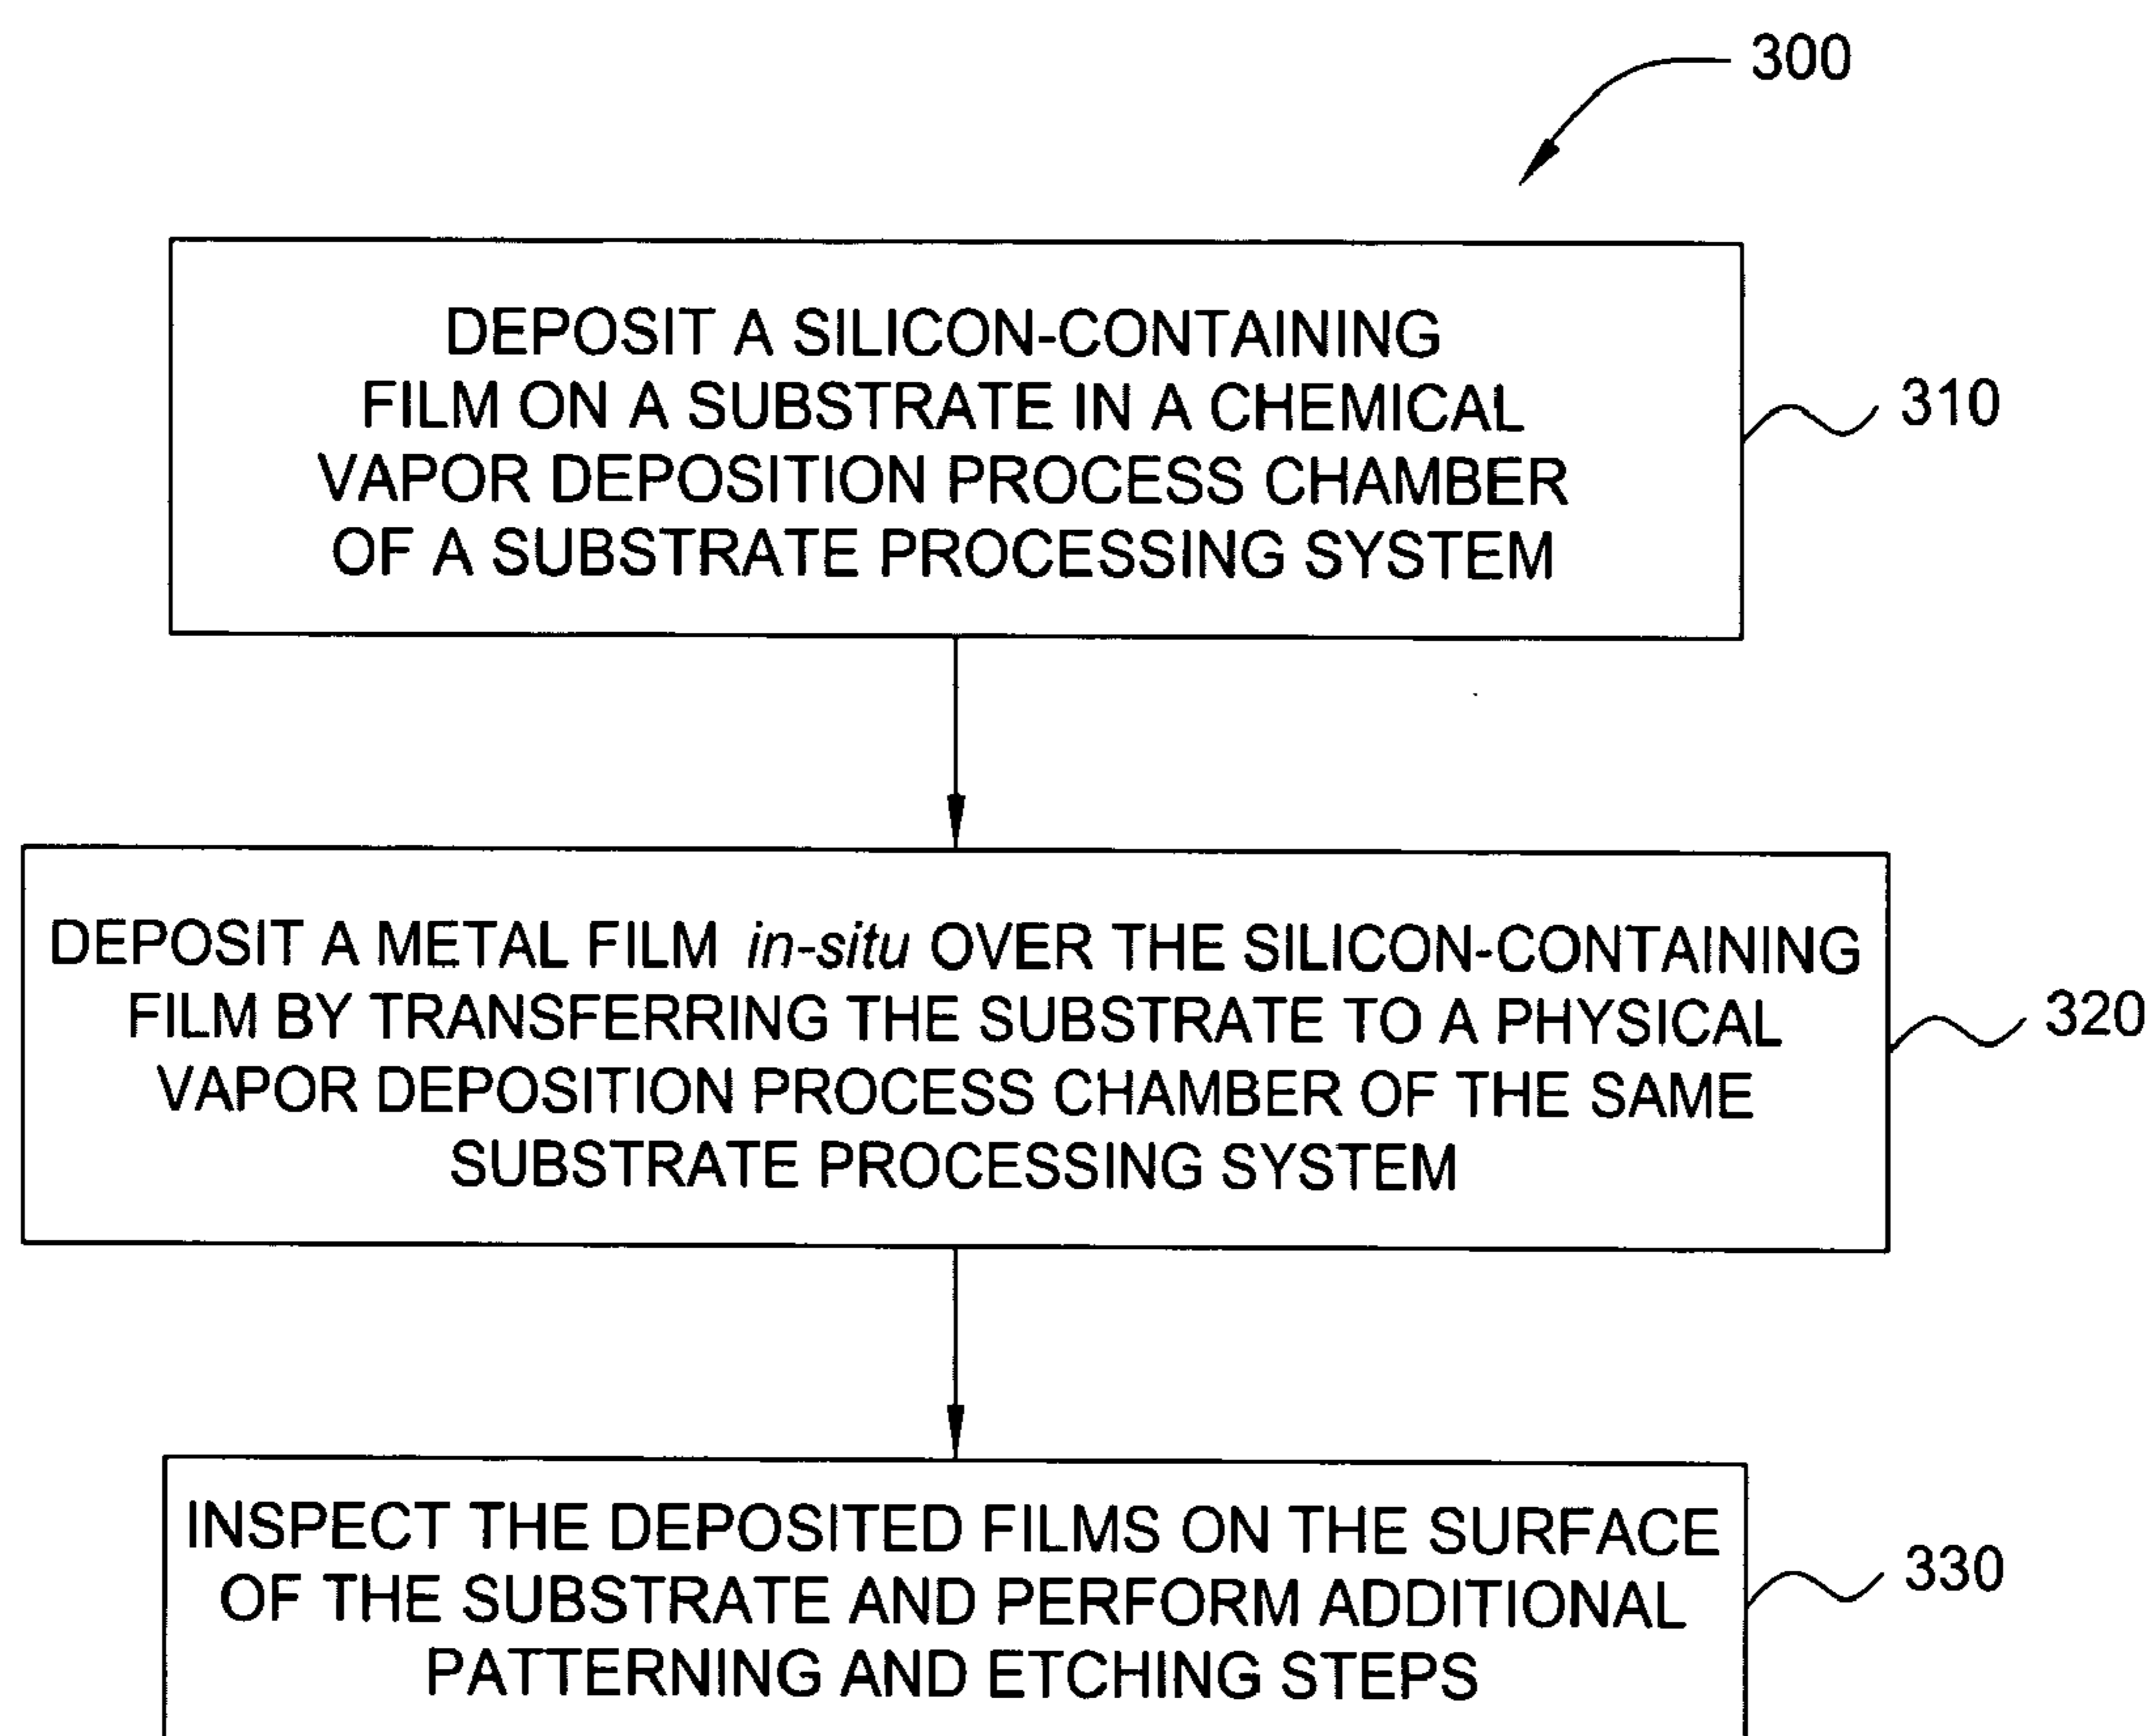 300
DEPOSIT A SILICON-CONTAINING
FILM ON A SUBSTRATE IN A CHEMICAL
VAPOR DEPOSITION PROCESS CHAMBER
OF A SUBSTRATE PROCESSING SYSTEM
310
DEPOSIT A METAL FILM in-situ OVER THE SILICON-CONTAINING
FILM BY TRANSFERRING THE SUBSTRATE TO A PHYSICAL
VAPOR DEPOSITION PROCESS CHAMBER OF THE SAME
SUBSTRATE PROCESSING SYSTEM
320
INSPECT THE DEPOSITED FILMS ON THE SURFACE
OF THE SUBSTRATE AND PERFORM ADDITIONAL
PATTERNING AND ETCHING STEPS
330